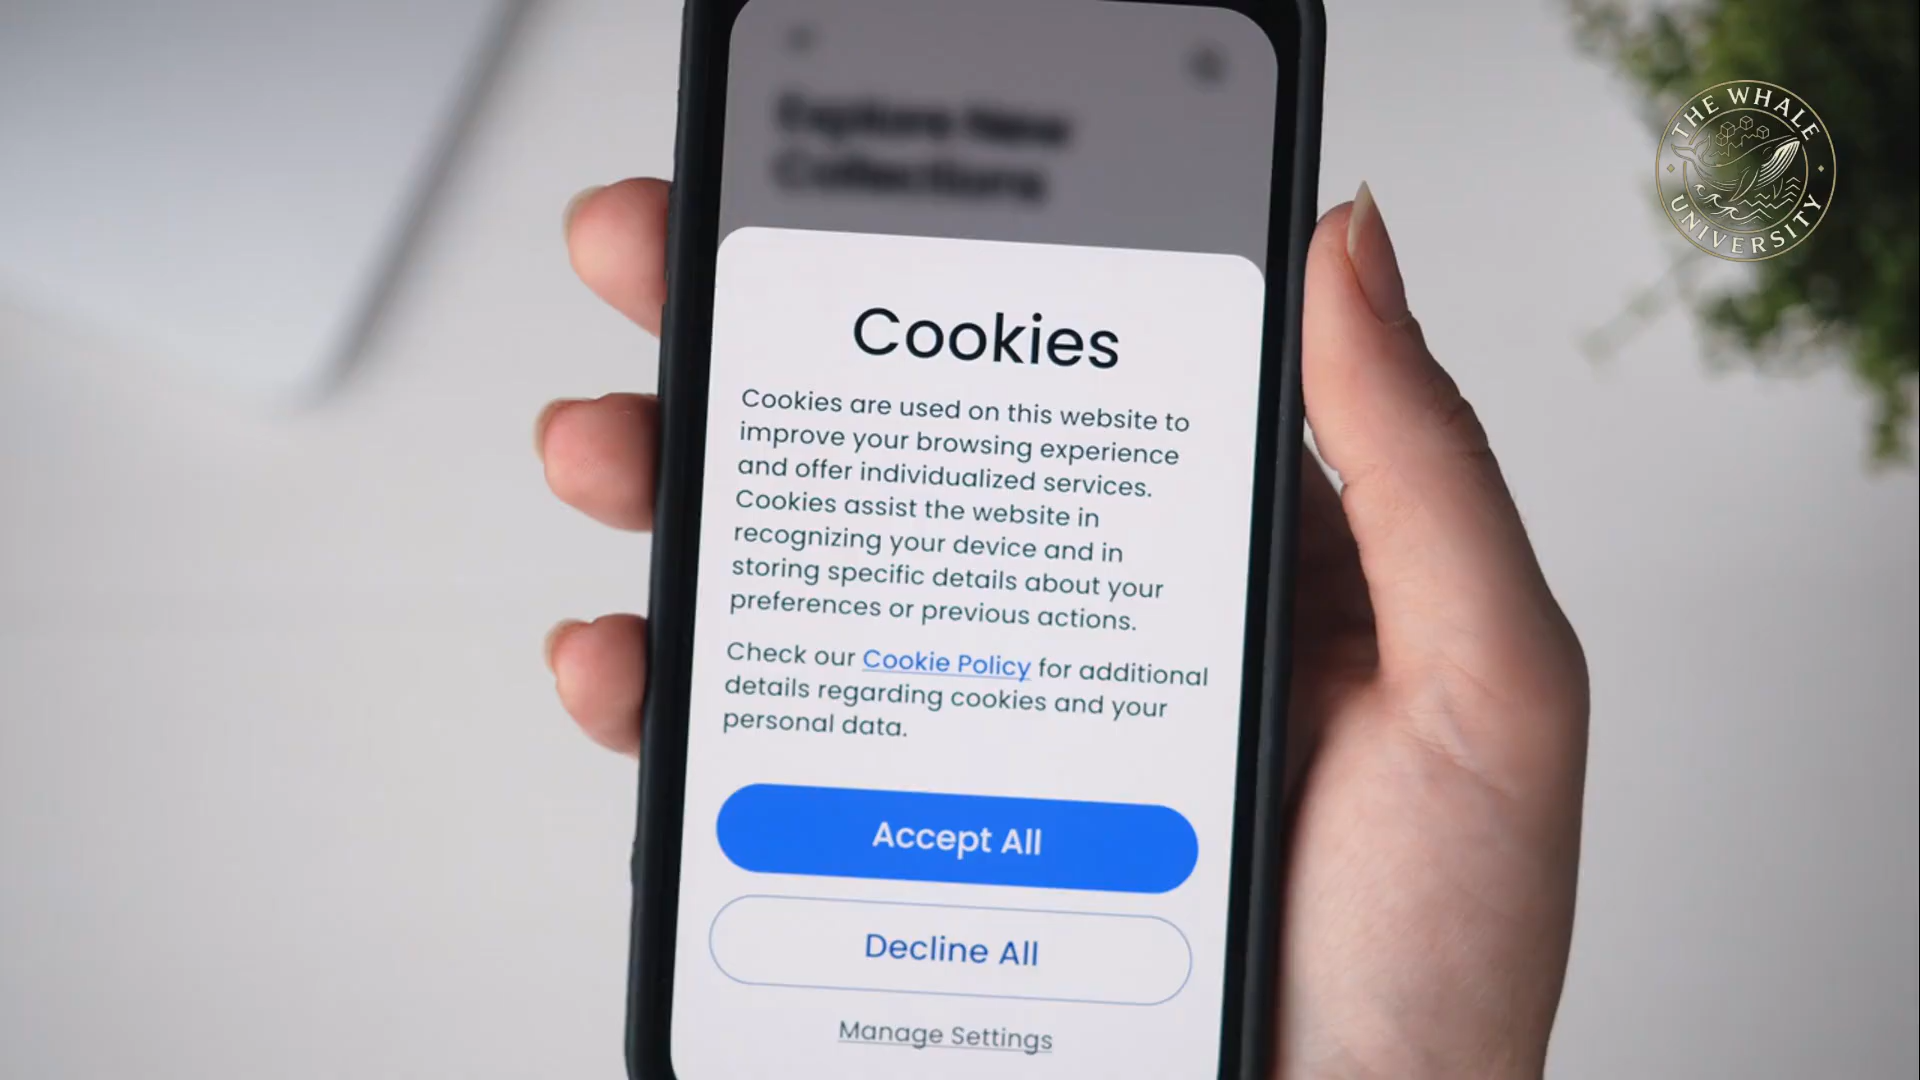 Explore New
Collections
THE WHALE
UNIVERSITY
Cookies
Cookies are used on this website to
improve your browsing experience
and offer individualized services.
Cookies assist the website in
recognizing your device and in
storing specific details about your
preferences or previous actions.
Check our Cookie Policy for additional
details regarding cookies and your
personal data.
Accept All
Decline All
Manage Settings